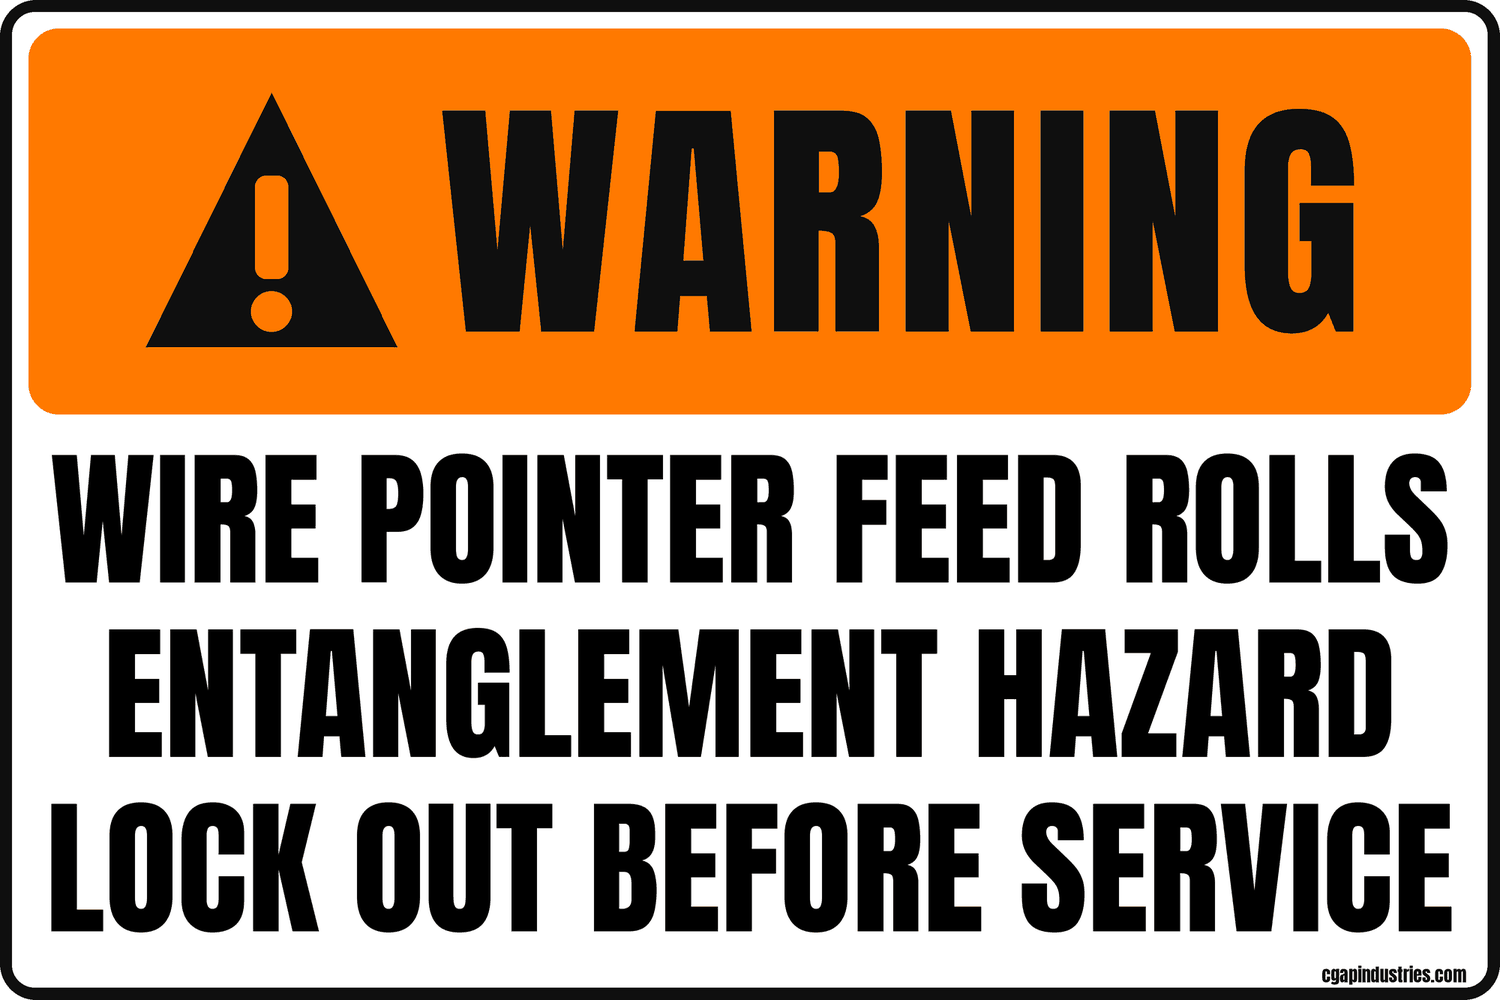 WARNING
WIRE POINTER FEED ROLLS
ENTANGLEMENT HAZARD
LOCK OUT BEFORE SERVICE
cgapindustries.com